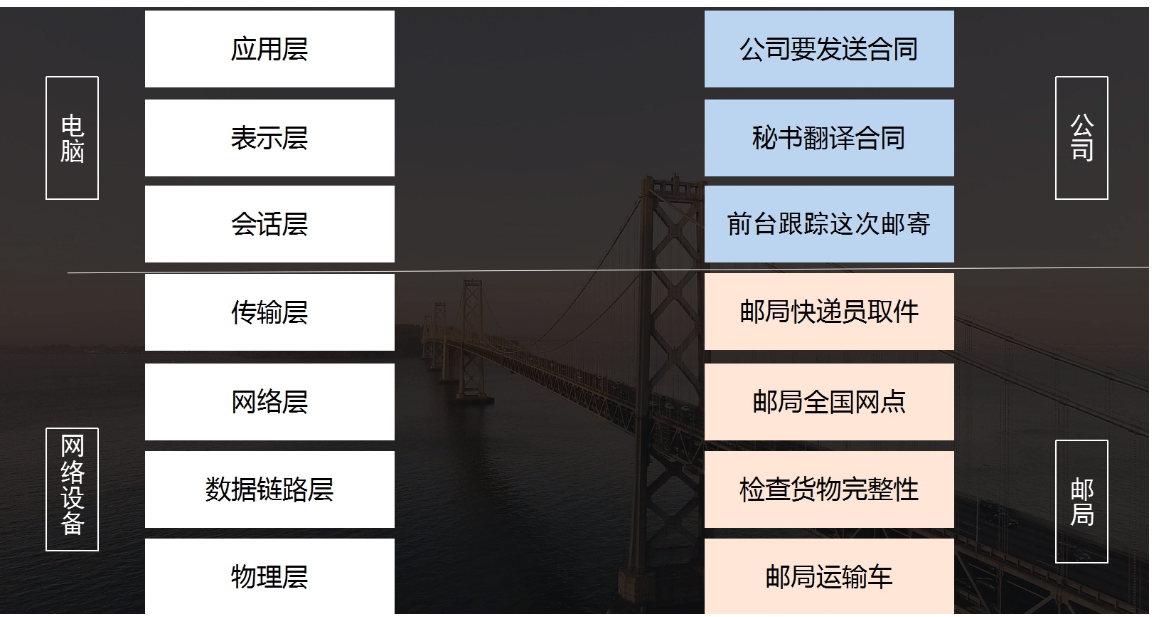 电脑
应用层
公司要发送合同
公司
表示层
秘书翻译合同
会话层
前台跟踪这次邮寄
传输层
邮局快递员取件
网络层
邮局全国网点
网络设备
数据链路层
检查货物完整性
邮局
物理层
邮局运输车